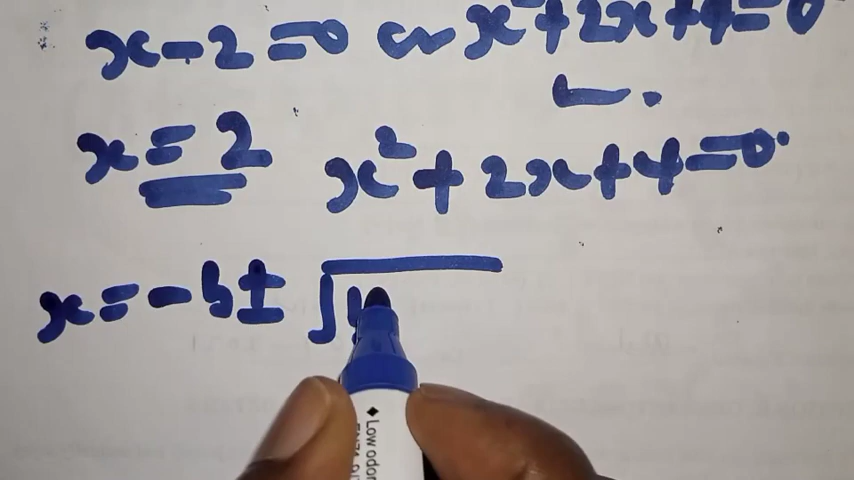 x-2=0 or x²+2x+4=0
x=2 x²+2x+4=0
x=-b±√b
Low odor